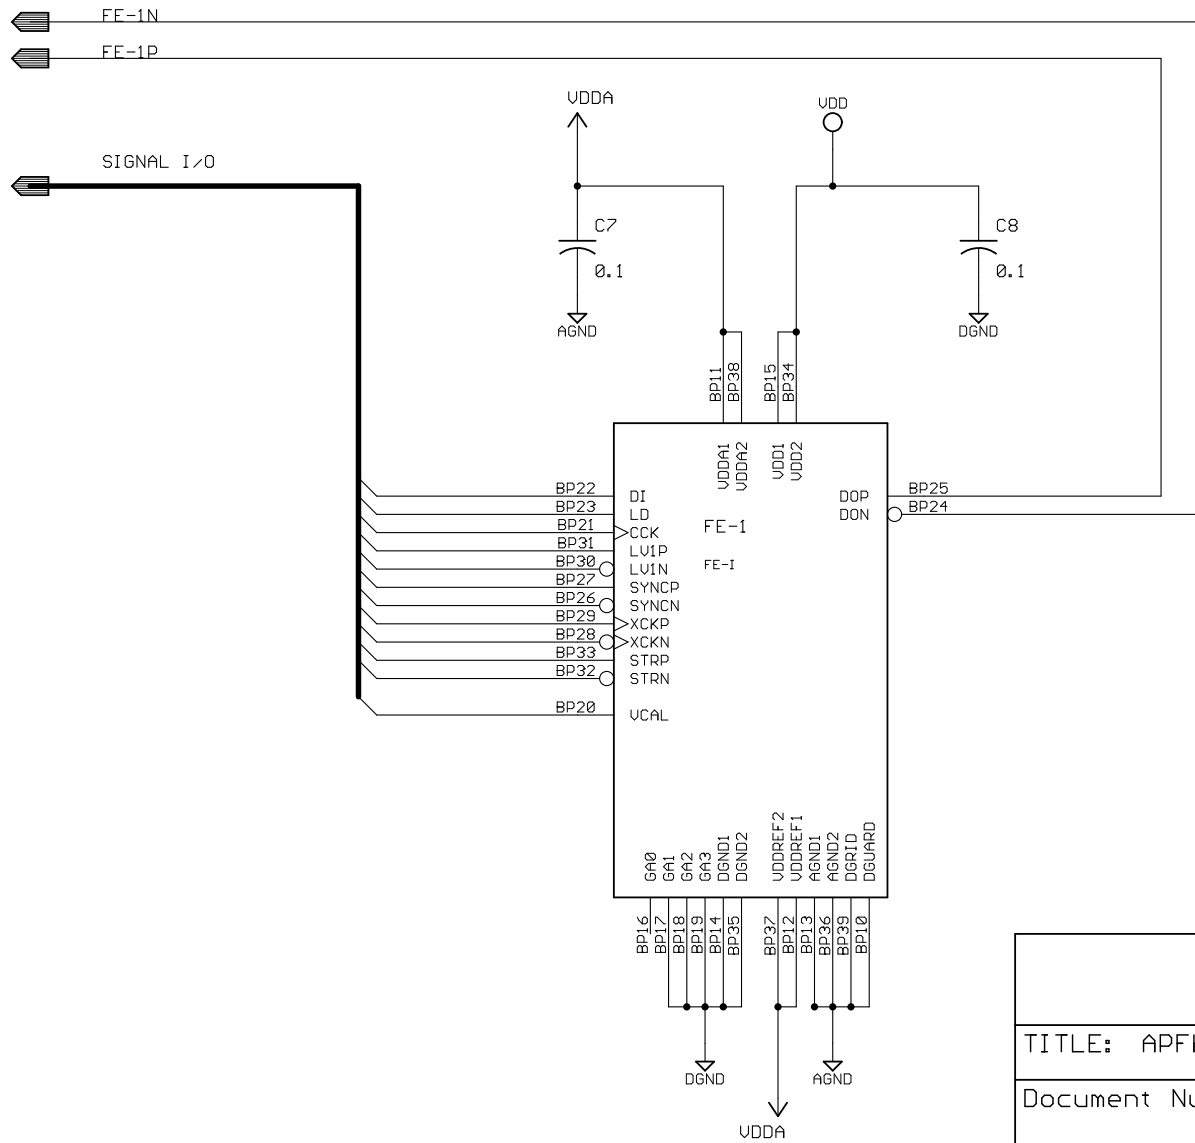 FE-1N
FE-1P
VDDA
VDD
SIGNAL I/O
C7
0.1
AGND
C8
0.1
DGND
BP11
BP38
BP15
BP34
VDDA1
VDDA2
VDD1
VDD2
BP22 DI
BP23 LD
BP21 CCK
BP31 LV1P
BP30 LV1N
BP27 SYNCP
BP26 SYNCN
BP29 XCKP
BP28 XCKN
BP33 STRP
BP32 STRN
BP20 VCAL
DOP BP25
DON BP24
FE-1
FE-I
GA0
GA1
GA2
GA3
DGND1
DGND2
VDDREF2
VDDREF1
AGND1
AGND2
DGRID
DGUARD
BP16
BP17
BP18
BP19
BP14
BP35
BP37
BP12
BP13
BP36
BP39
BP10
DGND
AGND
VDDA
TITLE:
Document